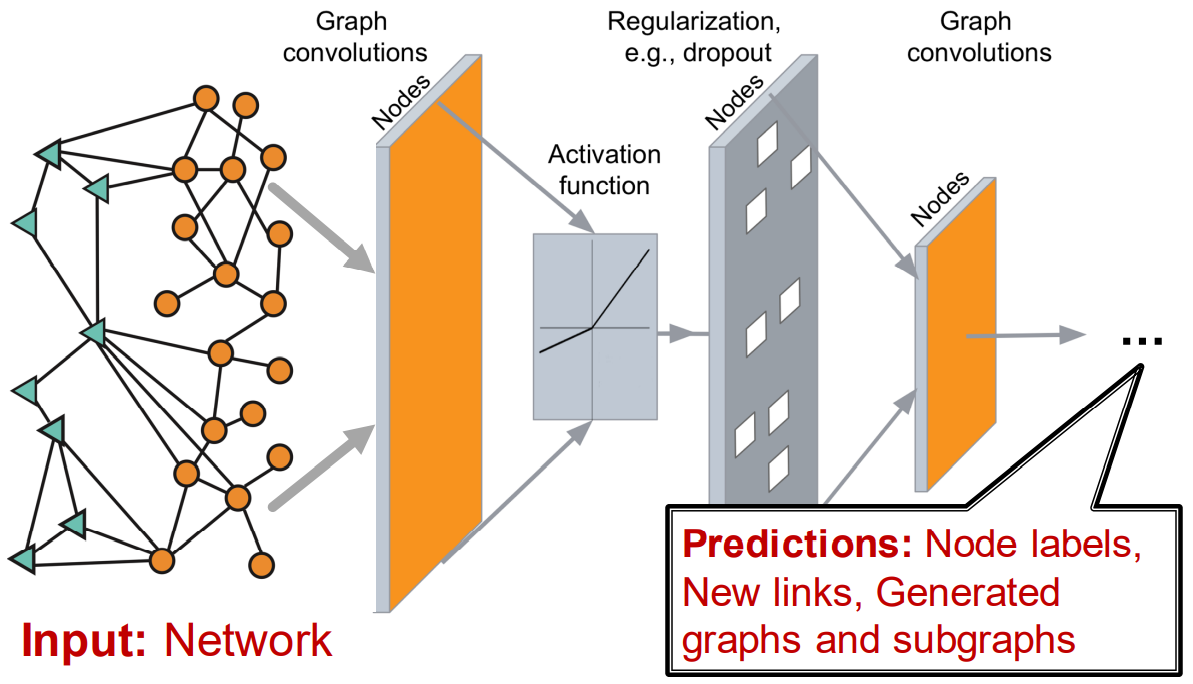 Graph
convolutions
Regularization,
e.g., dropout
Graph
convolutions
Nodes
Nodes
Activation
function
Nodes
...
Predictions: Node labels,
New links, Generated
graphs and subgraphs
Input: Network